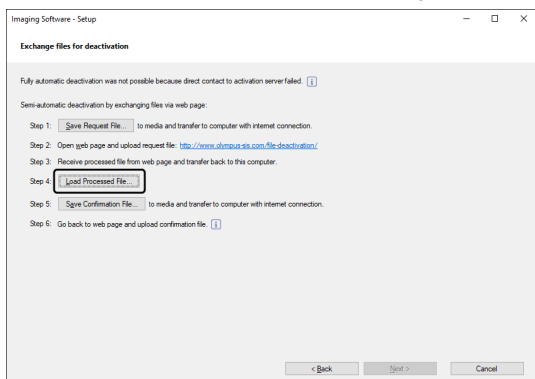 Imaging Software - Setup
Exchange files for deactivation
Fully automatic deactivation was not possible because direct contact to activation server failed. i
Semi-automatic deactivation by exchanging files via web page:
Step 1: Save Request File... to media and transfer to computer with internet connection.
Step 2: Open web page and upload request file: http://www.olympus-sis.com/file-deactivation/
Step 3: Receive processed file from web page and transfer back to this computer.
Step 4: Load Processed File...
Step 5: Save Confirmation File... to media and transfer to computer with internet connection.
Step 6: Go back to web page and upload confirmation file. i
< Back Next > Cancel